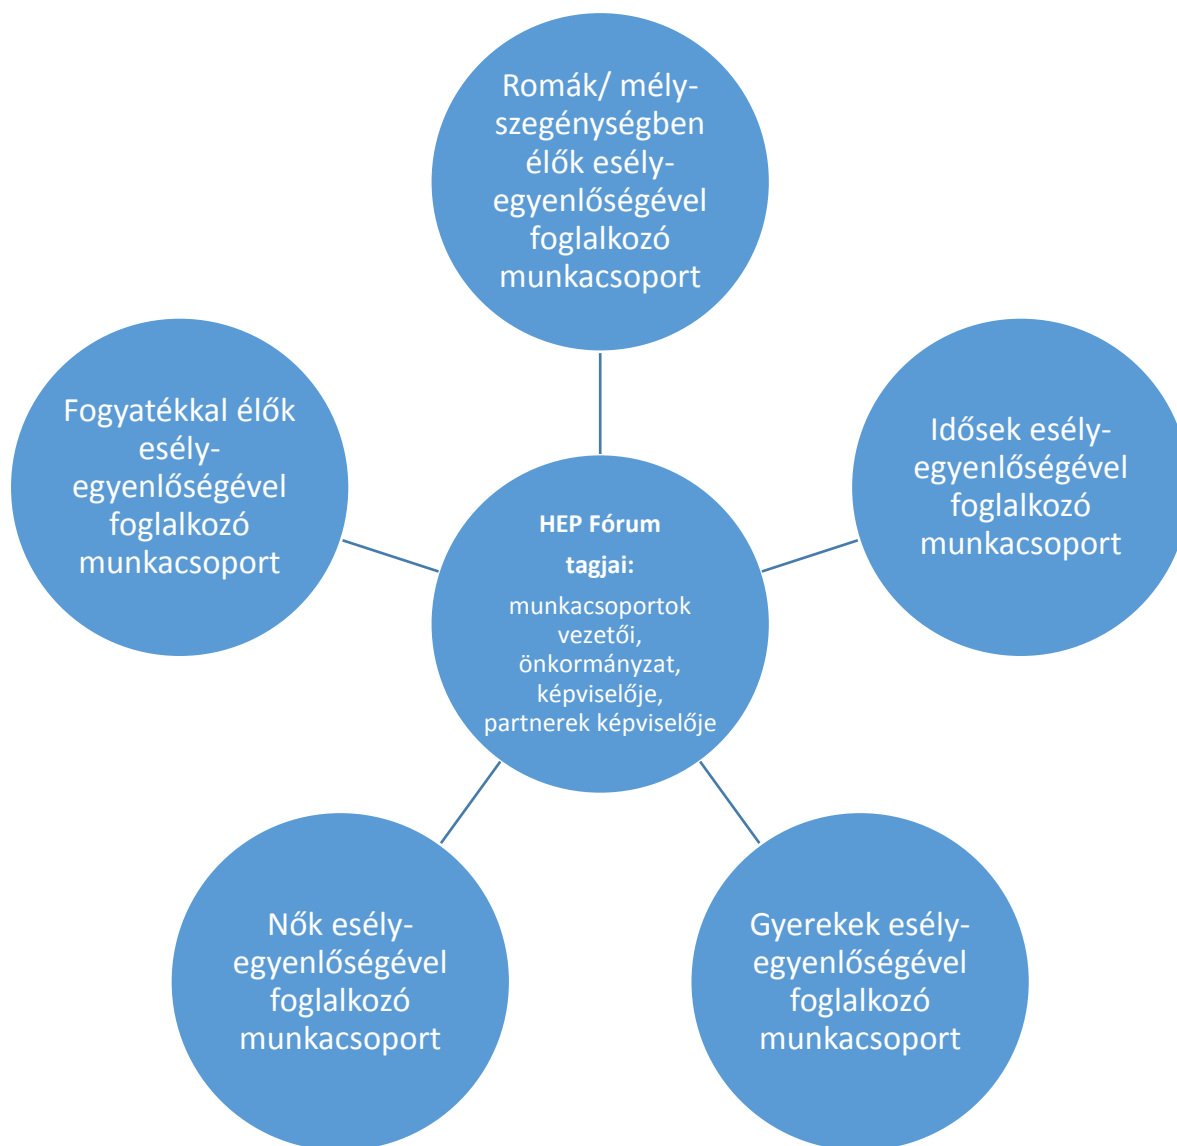 Romák/ mély-
szegénységben
élők esély-
egyenlőségével
foglalkozó
munkacsoport
Fogyatékkal élők
esély-
egyenlőségével
foglalkozó
munkacsoport
Idősek esély-
egyenlőségével
foglalkozó
munkacsoport
HEP Fórum
tagjai:
munkacsoportok
vezetői,
önkormányzat,
képviselője,
partnerek képviselője
Nők esély-
egyenlőségével
foglalkozó
munkacsoport
Gyerekek esély-
egyenlőségével
foglalkozó
munkacsoport